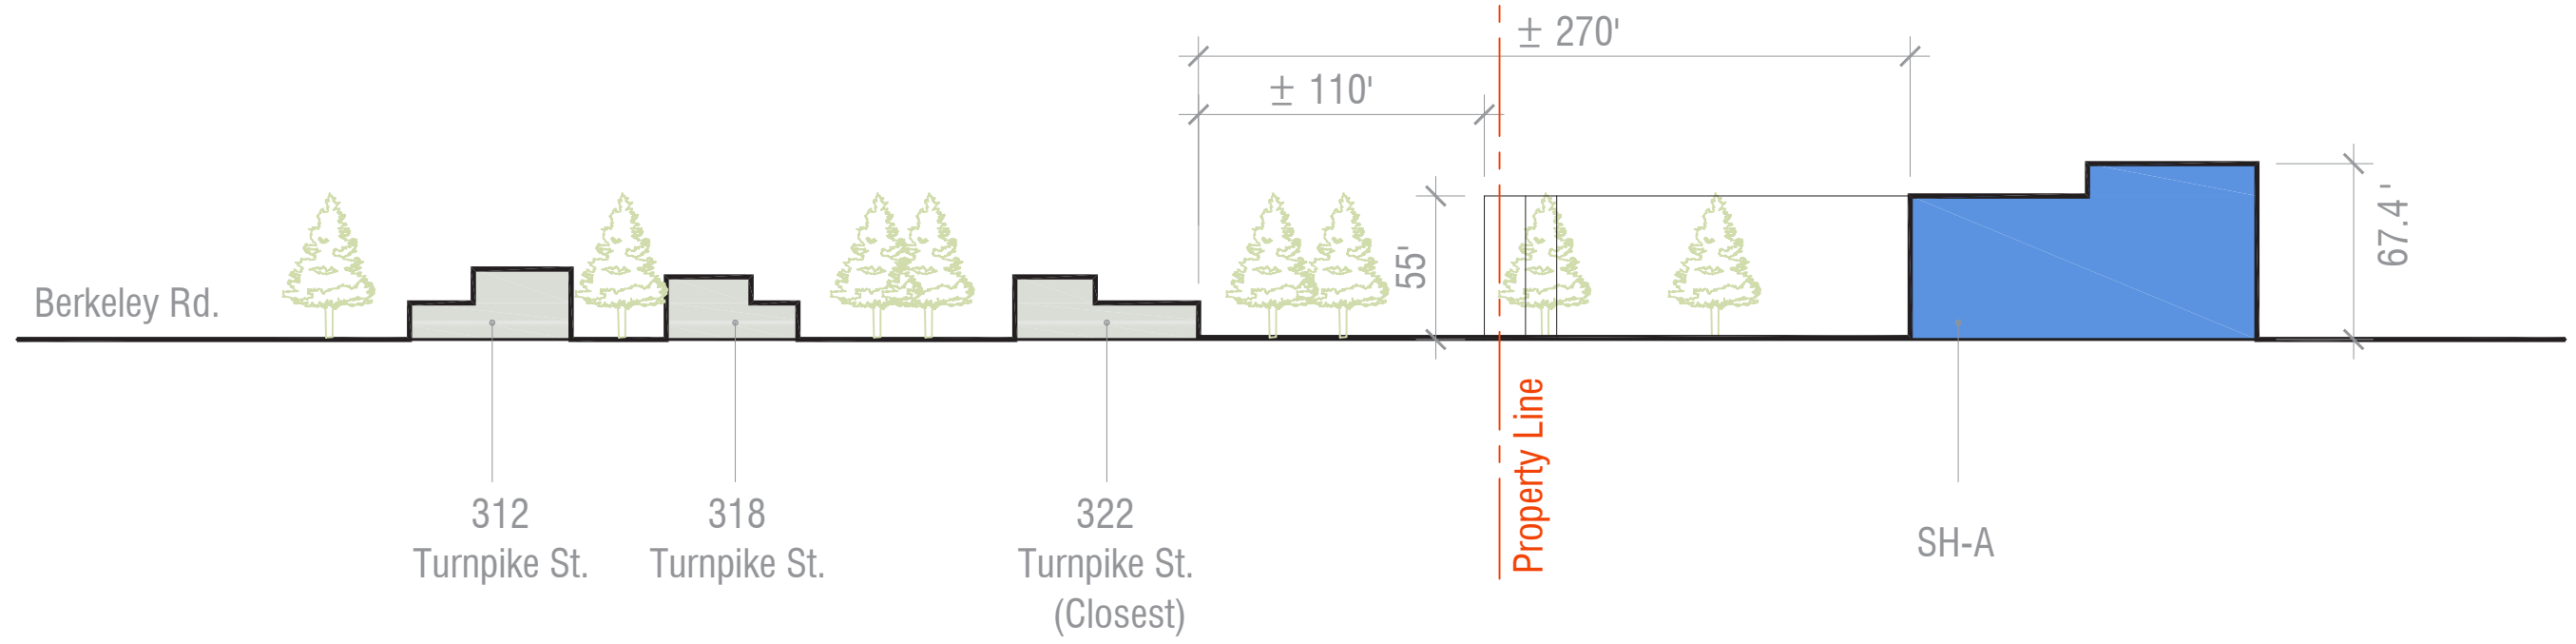 ± 270'
± 110'
55'
67.4 '
Berkeley Rd.
312
Turnpike St.
318
Turnpike St.
322
Turnpike St.
(Closest)
Property Line
SH-A